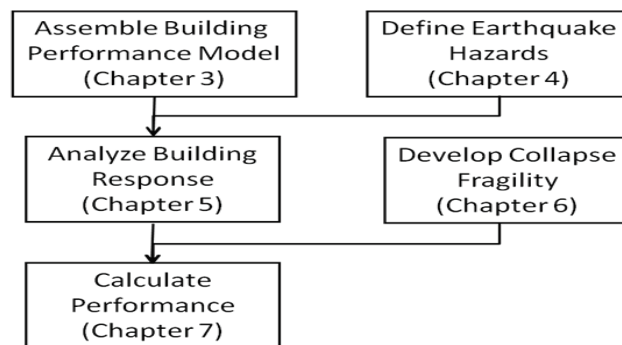 Assemble Building
Performance Model
(Chapter 3)
Define Earthquake
Hazards
(Chapter 4)
Analyze Building
Response
(Chapter 5)
Develop Collapse
Fragility
(Chapter 6)
Calculate
Performance
(Chapter 7)